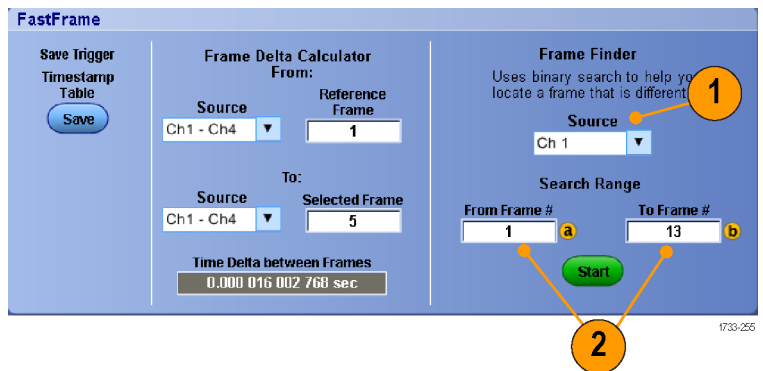 FastFrame
Save Trigger
Timestamp
Table
Save
Frame Delta Calculator
From:
Source
Reference
Frame
Ch1 - Ch4
1
To:
Source
Selected Frame
Ch1 - Ch4
5
Time Delta between Frames
0.000 016 002 768 sec
Frame Finder
Uses binary search to help
locate a frame that is different
1
Source
Ch 1
Search Range
From Frame #
To Frame #
1
a
13
b
Start
2
1733-255